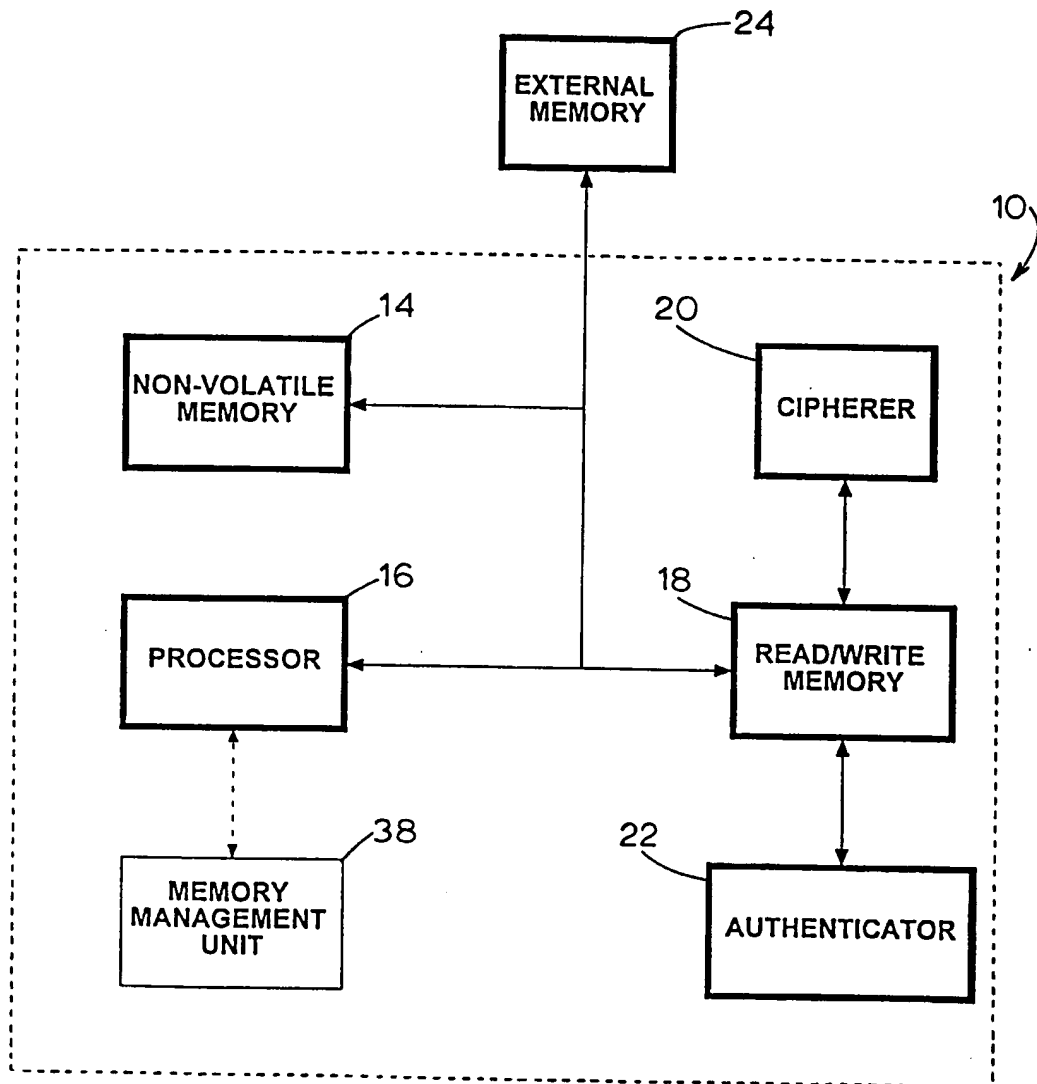 24
EXTERNAL
MEMORY
10
14
20
NON-VOLATILE
MEMORY
CIPHERER
16
18
PROCESSOR
READ/WRITE
MEMORY
38
22
MEMORY
MANAGEMENT
UNIT
AUTHENTICATOR